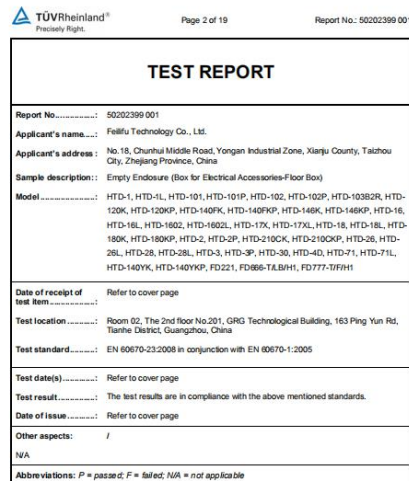 TÜVRheinland®
Precisely Right.
Page 2 of 19
Report No.: 50202399 001
TEST REPORT
Report No.................: 50202399 001
Applicant's name.....: Feilifu Technology Co., Ltd.
Applicant's address : No.18, Chunhui Middle Road, Yongan Industrial Zone, Xianju County, Taizhou
City, Zhejiang Province, China
Sample description:: Empty Endosure (Box for Electrical Accessories-Floor Box)
Model ......................: HTD-1, HTD-1L, HTD-101, HTD-101P, HTD-102, HTD-102P, HTD-103B2R, HTD-
120K, HTD-120KP, HTD-140FK, HTD-140FKP, HTD-146K, HTD-146KP, HTD-16,
HTD-16L, HTD-1602, HTD-1602L, HTD-17X, HTD-17XL, HTD-18, HTD-18L, HTD-
180K, HTD-180KP, HTD-2, HTD-2P, HTD-210CK, HTD-210CKP, HTD-26, HTD-
26L, HTD-28, HTD-28L, HTD-3, HTD-3P, HTD-30, HTD-4D, HTD-71, HTD-71L,
HTD-140YK, HTD-140YKP, FD221, FD666-T/LB/H1, FD777-T/F/H1
Date of receipt of
test item ...................: Refer to cover page
Test location ............: Room 02, The 2nd floor No.201, GRG Technological Building, 163 Ping Yun Rd,
Tianhe District, Guangzhou, China
Test standard...........: EN 60670-23:2008 in conjunction with EN 60670-1:2005
Test date(s)..............: Refer to cover page
Test result ................: The test results are in compliance with the above mentioned standards.
Date of issue............: Refer to cover page
Other aspects: /
N/A
Abbreviations: P = passed; F = failed; N/A = not applicable